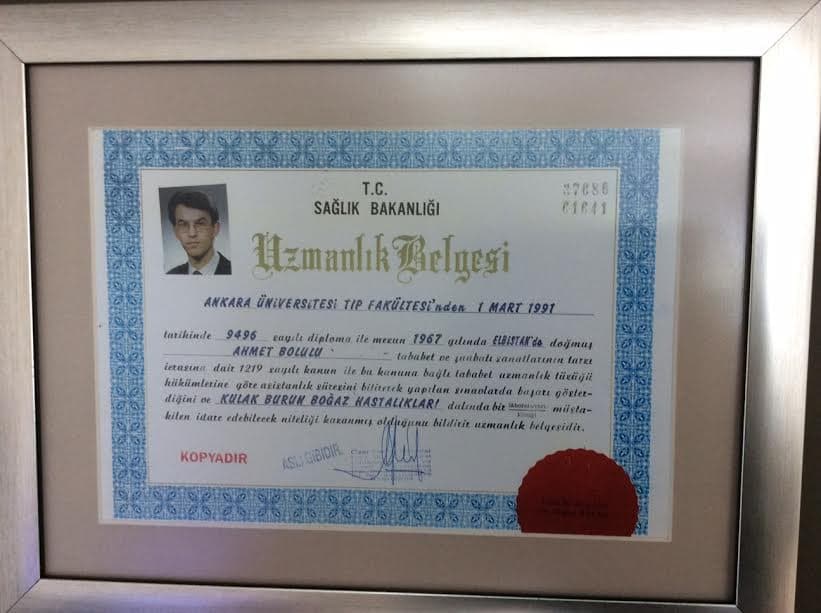 T.C.
SAĞLIK BAKANLIĞI
37686
61641
Uzmanlık Belgesi
ANKARA ÜNİVERSİTESİ TIP FAKÜLTESİ'nden 1 MART 1991
tarihinde 9496 sayılı diploma ile mezun 1967 yılında ELBİSTAN'da doğmuş
AHMET BOLULU tababet ve şuabatı sanatlarının tarzı
icrasına dair 1219 sayılı kanun ile bu kanuna bağlı tababet uzmanlık tüzüğü
hükümlerine göre asistanlık süresini bitirerek yapılan sınavlarda başarı göster-
diğini ve KULAK BURUN BOĞAZ HASTALIKLARI dalında bir müsta-
kilen idare edebilecek niteliği kazanmış olduğunu bildirir uzmanlık belgesidir.
KOPYADIR
ASLI GİBİDİR.